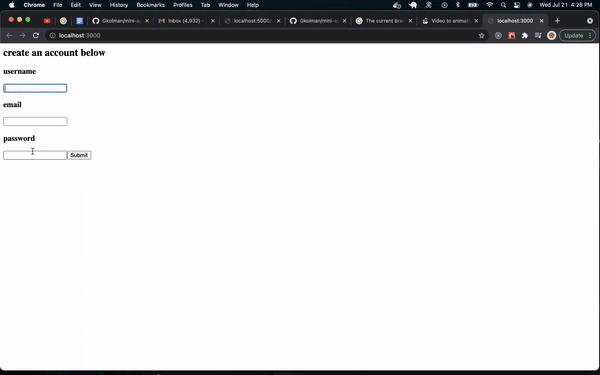 Chrome File Edit View History Bookmarks Profiles Tab Window Help Wed Jul 21 4:28 PM
Gkolman/mini-a Inbox (4,932) - localhost:5000/ Gkolman/mini-a The current bra Video to animat localhost:3000
localhost:3000 Update
create an account below
username
email
password
Submit